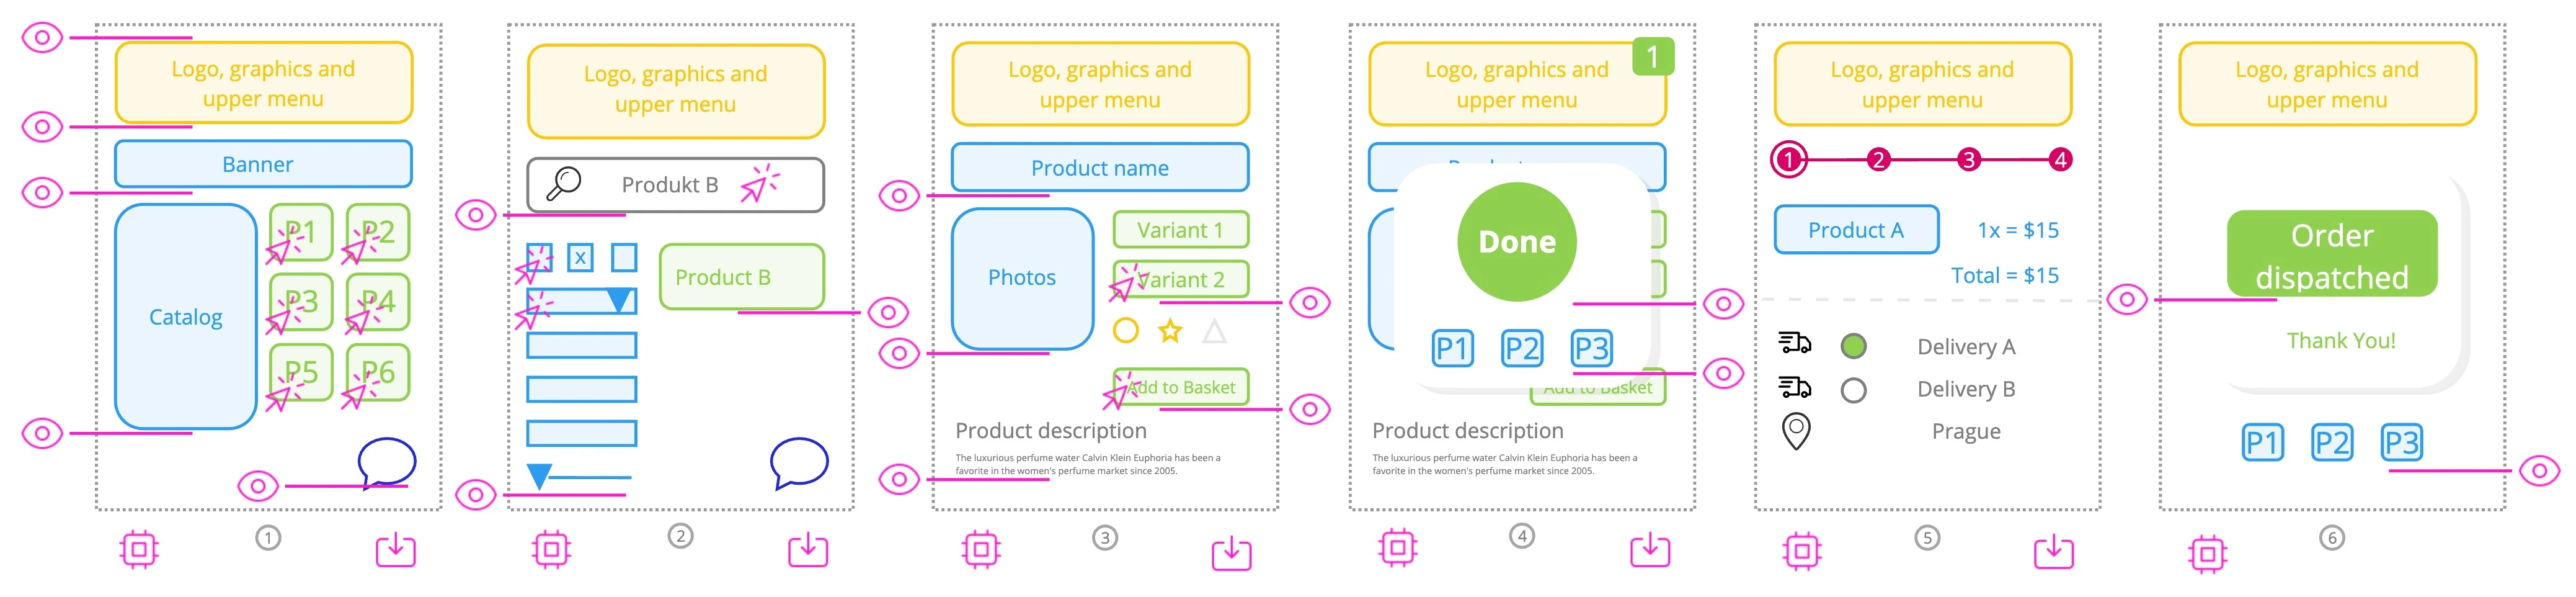 Logo, graphics and
upper menu
Banner
Catalog
P1
P2
P3
P4
P5
P6
1
Logo, graphics and
upper menu
Produkt B
x
Product B
2
Logo, graphics and
upper menu
Product name
Photos
Variant 1
Variant 2
Add to Basket
Product description
The luxurious perfume water Calvin Klein Euphoria has been a
favorite in the women's perfume market since 2005.
3
Logo, graphics and
upper menu
1
Done
P1
P2
P3
Add to Basket
Product description
The luxurious perfume water Calvin Klein Euphoria has been a
favorite in the women's perfume market since 2005.
4
Logo, graphics and
upper menu
1
2
3
4
Product A
1x = $15
Total = $15
Delivery A
Delivery B
Prague
5
Logo, graphics and
upper menu
Order
dispatched
Thank You!
P1
P2
P3
6